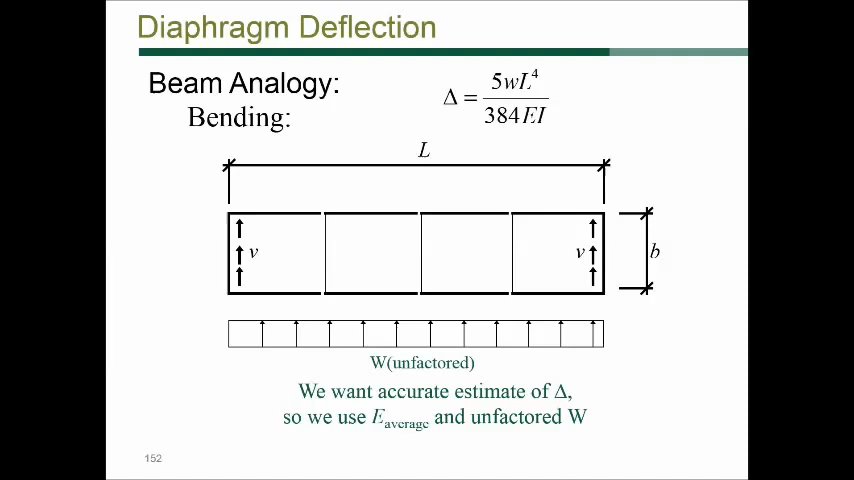 Diaphragm Deflection
Beam Analogy:
Bending:
Δ = 5wL⁴ / 384EI
L
v
v
b
W(unfactored)
We want accurate estimate of Δ,
so we use E average and unfactored W
152